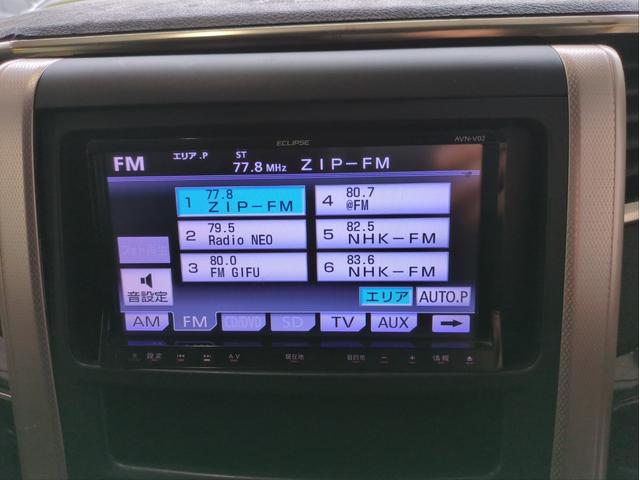 ECLIPSE
AVN-V02
FM エリア.P ST 77.8 MHz ZIP-FM
1 77.8 ZIP-FM
2 79.5 Radio NEO
3 80.0 FM GIFU
4 80.7 @FM
5 82.5 NHK-FM
6 83.6 NHK-FM
音設定
エリア AUTO.P
AM FM CD/DVD SD TV AUX
設定 AV 現在地 目的地 − + 情報